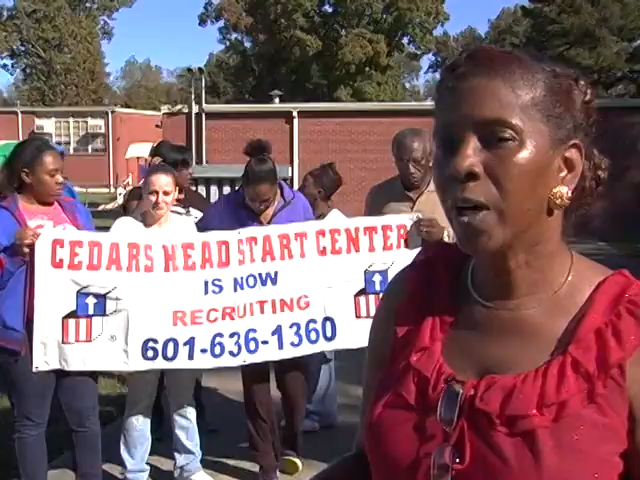 CEDARS HEAD START CENTER
IS NOW
RECRUITING
601-636-1360